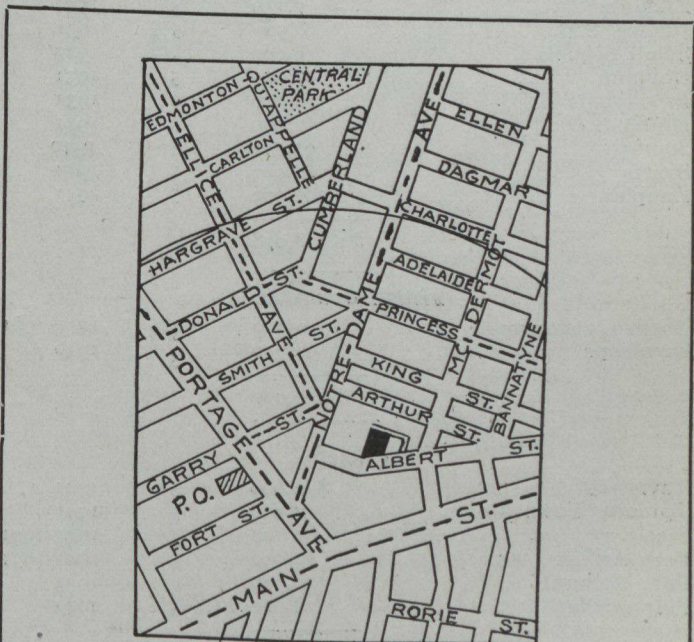 CENTRAL
PARK
EDMONTON
QU'APPELLE
ELLICE AVE
CARLTON
CUMBERLAND
AVE
ELLEN
DAGMAR
CHARLOTTE
HARGRAVE ST.
ADELAIDE
MC DERMOT
DONALD ST.
NOTRE DAME
PRINCESS
BANNATYNE
SMITH ST.
KING ST.
ARTHUR ST.
PORTAGE AVE
GARRY ST.
ALBERT ST.
P.O.
FORT ST.
MAIN ST.
RORIE ST.